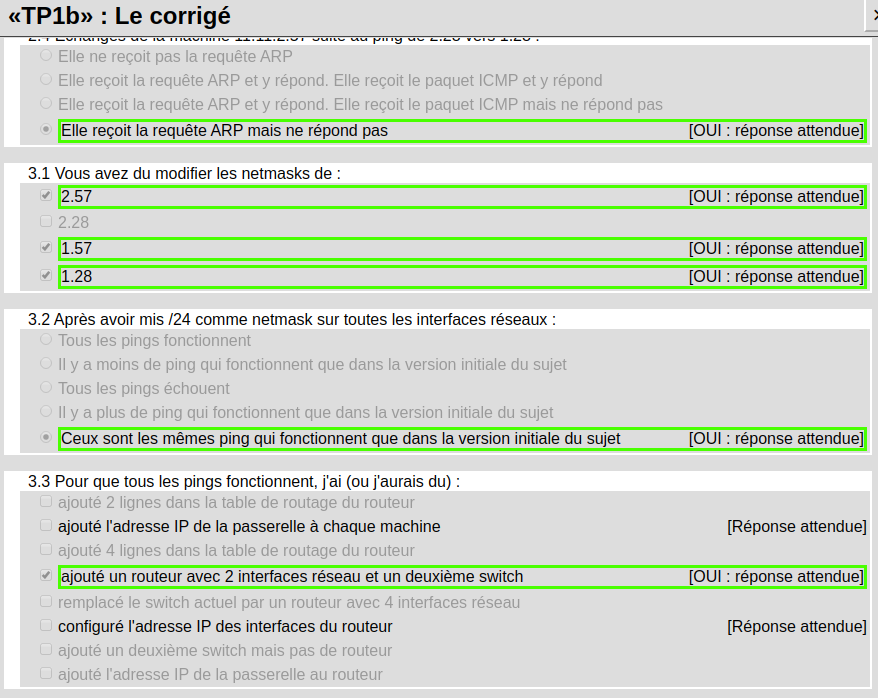 «TP1b» : Le corrigé
2.4 Echanges de la machine 11.11.2.57 suite au ping de 2.28 vers 1.28 :
Elle ne reçoit pas la requête ARP
Elle reçoit la requête ARP et y répond. Elle reçoit le paquet ICMP et y répond
Elle reçoit la requête ARP et y répond. Elle reçoit le paquet ICMP mais ne répond pas
Elle reçoit la requête ARP mais ne répond pas [OUI : réponse attendue]
3.1 Vous avez du modifier les netmasks de :
2.57 [OUI : réponse attendue]
2.28
1.57 [OUI : réponse attendue]
1.28 [OUI : réponse attendue]
3.2 Après avoir mis /24 comme netmask sur toutes les interfaces réseaux :
Tous les pings fonctionnent
Il y a moins de ping qui fonctionnent que dans la version initiale du sujet
Tous les pings échouent
Il y a plus de ping qui fonctionnent que dans la version initiale du sujet
Ceux sont les mêmes ping qui fonctionnent que dans la version initiale du sujet [OUI : réponse attendue]
3.3 Pour que tous les pings fonctionnent, j'ai (ou j'aurais du) :
ajouté 2 lignes dans la table de routage du routeur
ajouté l'adresse IP de la passerelle à chaque machine [Réponse attendue]
ajouté 4 lignes dans la table de routage du routeur
ajouté un routeur avec 2 interfaces réseau et un deuxième switch [OUI : réponse attendue]
remplacé le switch actuel par un routeur avec 4 interfaces réseau
configuré l'adresse IP des interfaces du routeur [Réponse attendue]
ajouté un deuxième switch mais pas de routeur
ajouté l'adresse IP de la passerelle au routeur